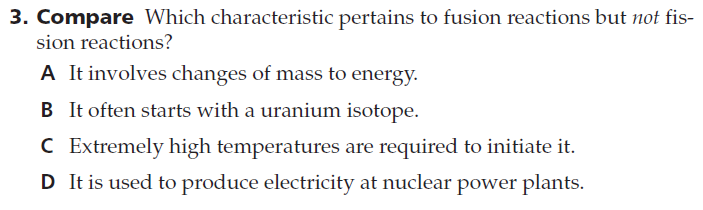 3. Compare Which characteristic pertains to fusion reactions but not fis-
sion reactions?
A It involves changes of mass to energy.
B It often starts with a uranium isotope.
C Extremely high temperatures are required to initiate it.
D It is used to produce electricity at nuclear power plants.